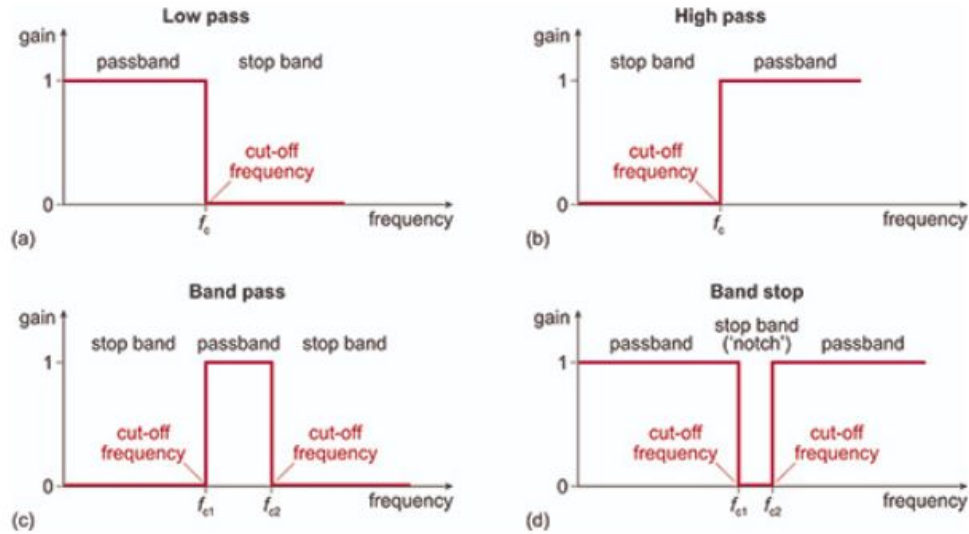 Low pass
gain
passband
stop band
1
cut-off
frequency
0
fc
frequency
(a)
High pass
gain
stop band
passband
1
cut-off
frequency
0
fc
frequency
(b)
Band pass
gain
stop band
passband
stop band
1
cut-off
frequency
cut-off
frequency
0
fc1
fc2
frequency
(c)
Band stop
gain
passband
stop band
('notch')
passband
1
cut-off
frequency
cut-off
frequency
0
fc1
fc2
frequency
(d)